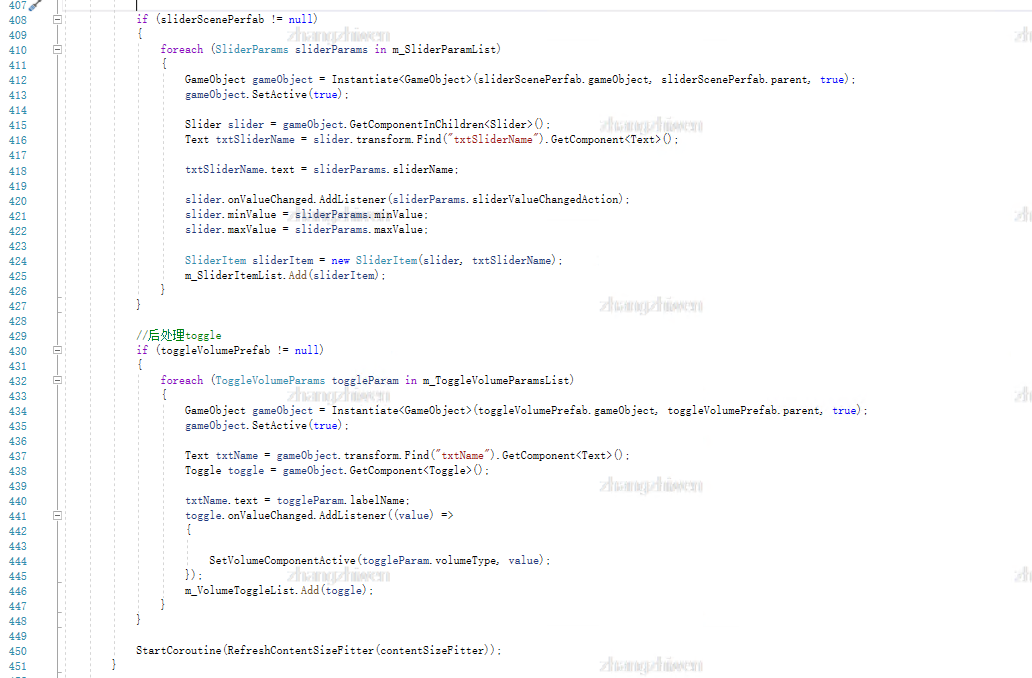 407
408 if (sliderScenePerfab != null)
409 {
410 foreach (SliderParams sliderParams in m_SliderParamList)
411 {
412 GameObject gameObject = Instantiate<GameObject>(sliderScenePerfab.gameObject, sliderScenePerfab.parent, true);
413 gameObject.SetActive(true);
414
415 Slider slider = gameObject.GetComponentInChildren<Slider>();
416 Text txtSliderName = slider.transform.Find("txtSliderName").GetComponent<Text>();
417
418 txtSliderName.text = sliderParams.sliderName;
419
420 slider.onValueChanged.AddListener(sliderParams.sliderValueChangedAction);
421 slider.minValue = sliderParams.minValue;
422 slider.maxValue = sliderParams.maxValue;
423
424 SliderItem sliderItem = new SliderItem(slider, txtSliderName);
425 m_SliderItemList.Add(sliderItem);
426 }
427 }
428
429 //后处理toggle
430 if (toggleVolumePrefab != null)
431 {
432 foreach (ToggleVolumeParams toggleParam in m_ToggleVolumeParamsList)
433 {
434 GameObject gameObject = Instantiate<GameObject>(toggleVolumePrefab.gameObject, toggleVolumePrefab.parent, true);
435 gameObject.SetActive(true);
436
437 Text txtName = gameObject.transform.Find("txtName").GetComponent<Text>();
438 Toggle toggle = gameObject.GetComponent<Toggle>();
439
440 txtName.text = toggleParam.labelName;
441 toggle.onValueChanged.AddListener((value) =>
442 {
443
444 SetVolumeComponentActive(toggleParam.volumeType, value);
445 });
446 m_VolumeToggleList.Add(toggle);
447 }
448 }
449
450 StartCoroutine(RefreshContentSizeFitter(contentSizeFitter));
451 }